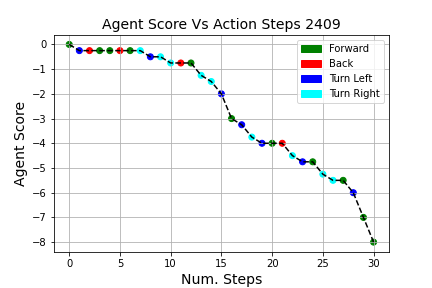 Agent Score Vs Action Steps 2409
Agent Score
0
−1
−2
−3
−4
−5
−6
−7
−8
Forward
Back
Turn Left
Turn Right
0 5 10 15 20 25 30
Num. Steps